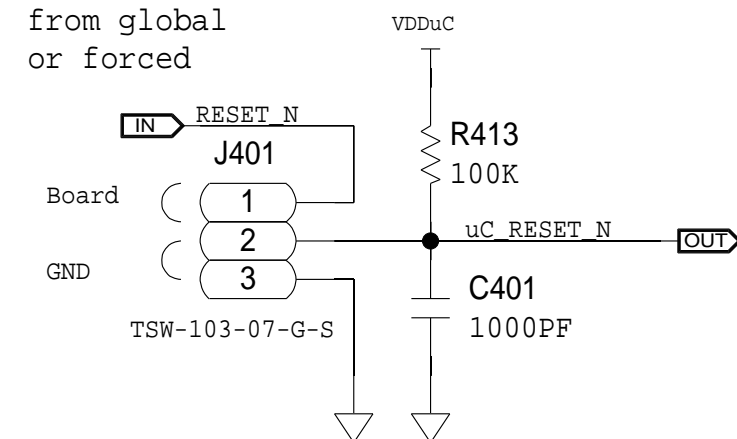 from global
or forced
VDDuC
IN
RESET_N
J401
R413
100K
Board
1
2
uC_RESET_N
OUT
GND
3
C401
1000PF
TSW-103-07-G-S